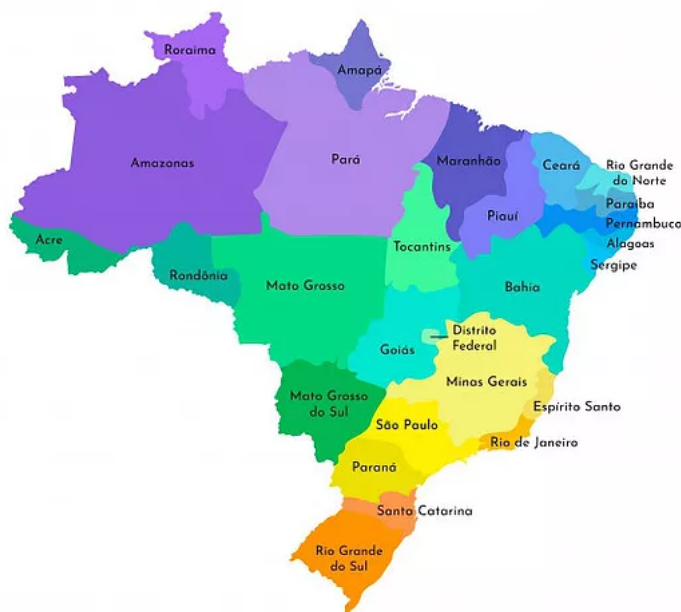 Roraima
Amapá
Amazonas
Pará
Maranhão
Ceará
Rio Grande
do Norte
Paraíba
Piauí
Pernambuco
Acre
Tocantins
Alagoas
Rondônia
Sergipe
Mato Grosso
Bahia
Distrito
Federal
Goiás
Minas Gerais
Mato Grosso
do Sul
Espírito Santo
São Paulo
Rio de Janeiro
Paraná
Santa Catarina
Rio Grande
do Sul